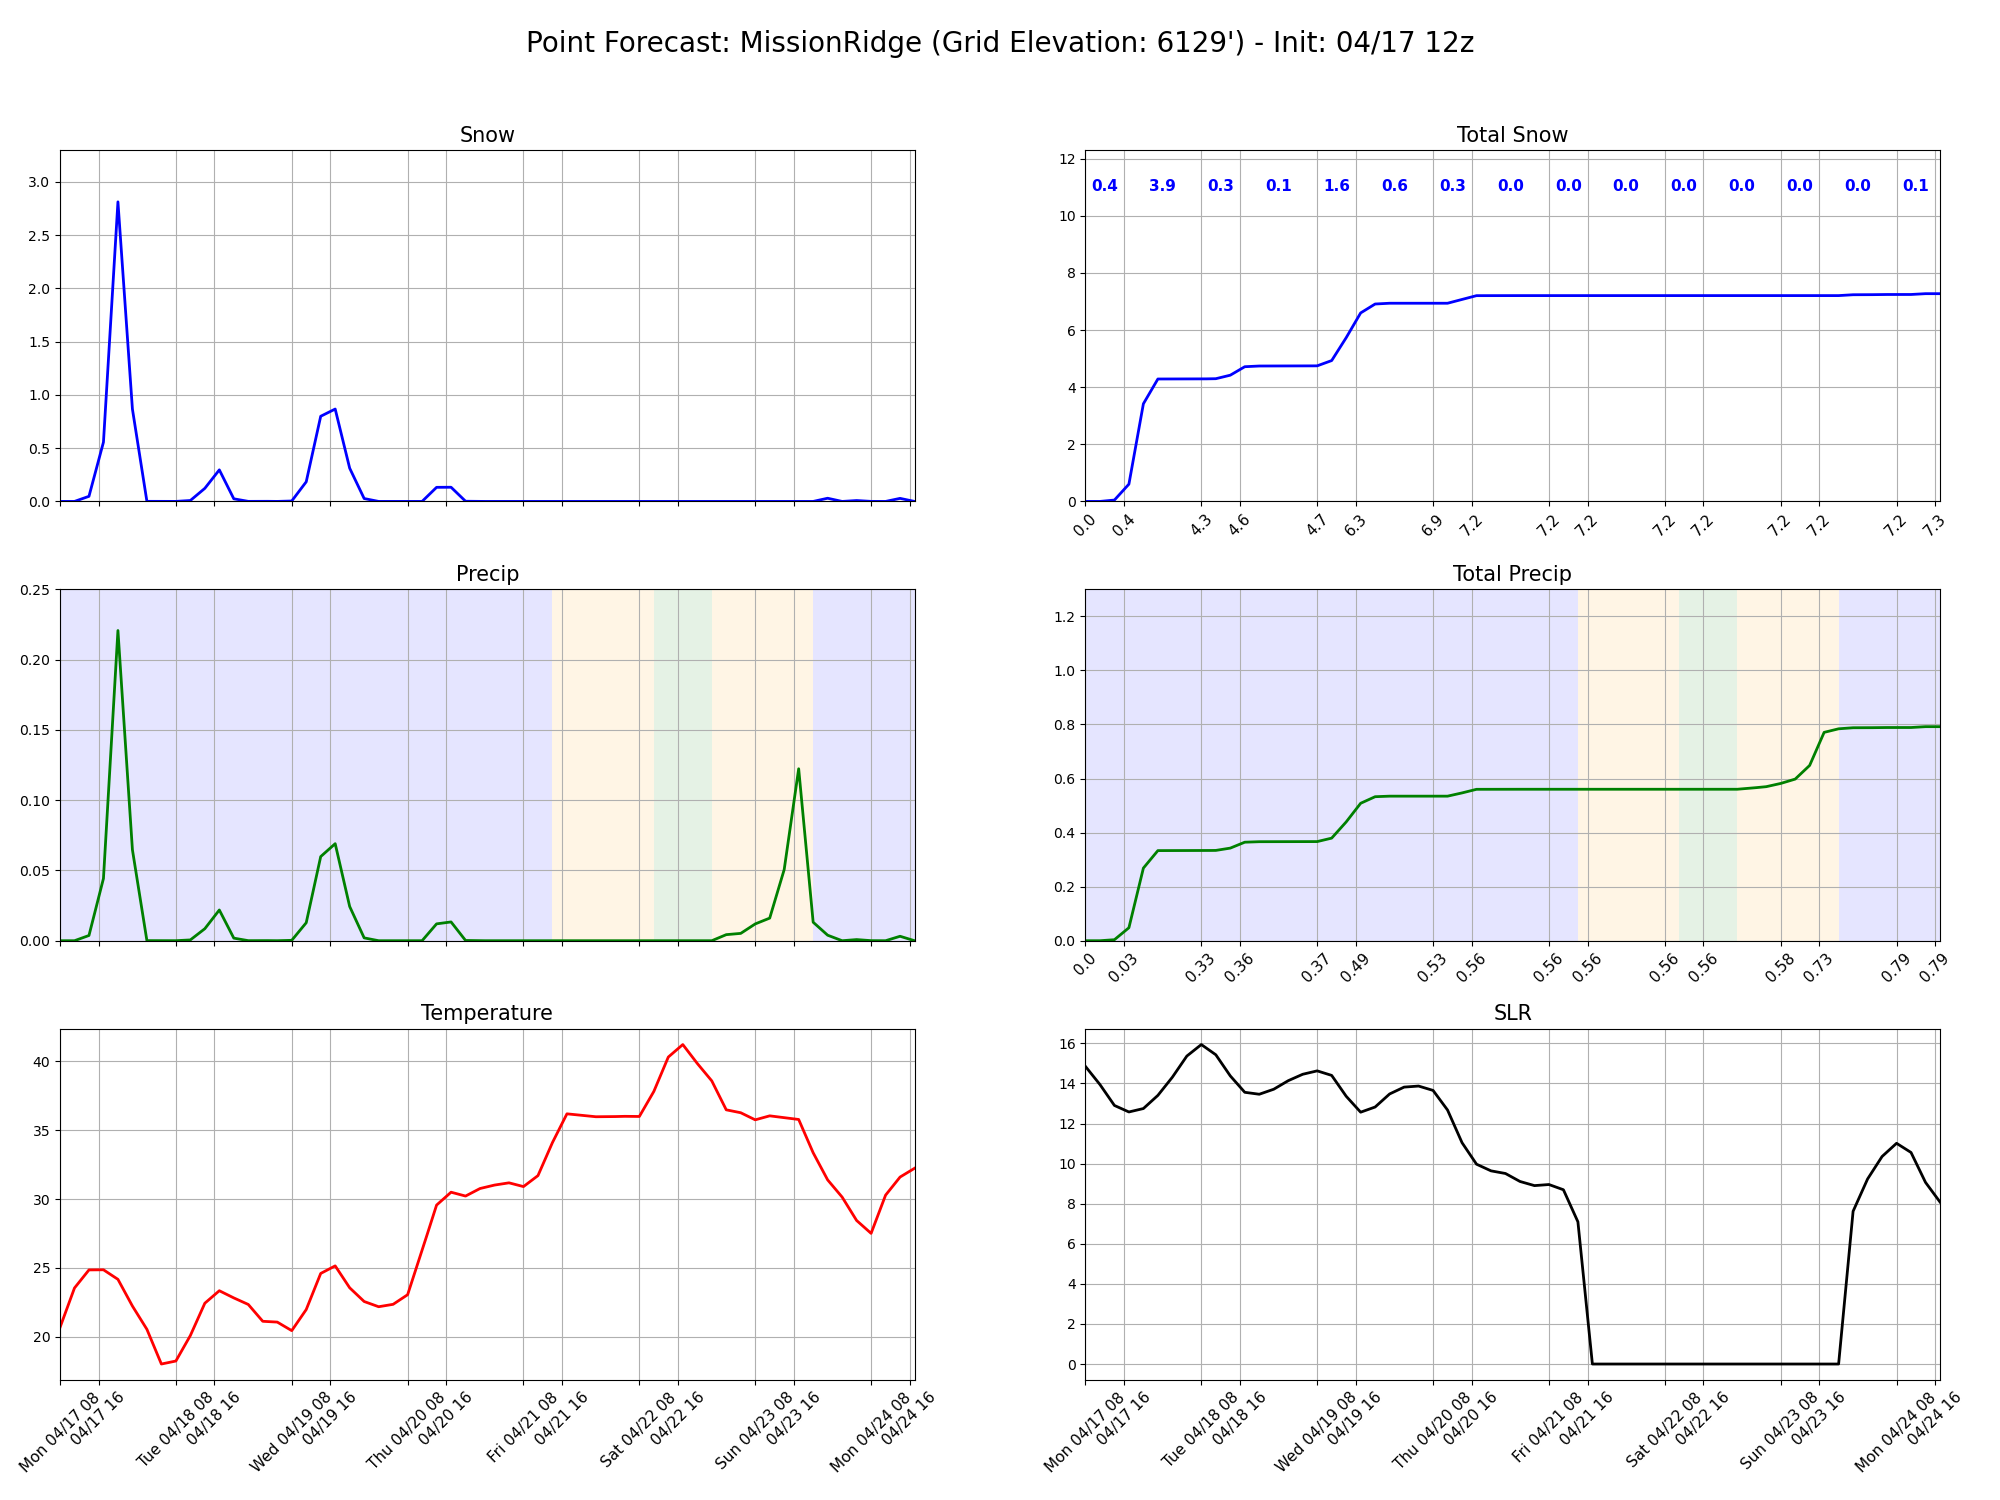 Point Forecast: MissionRidge (Grid Elevation: 6129') - Init: 04/17 12z
Snow
3.0
2.5
2.0
1.5
1.0
0.5
0.0
Total Snow
12
10
8
6
4
2
0
0.4 3.9 0.3 0.1 1.6 0.6 0.3 0.0 0.0 0.0 0.0 0.0 0.0 0.0 0.1
0.0 0.4 4.3 4.6 4.7 6.3 6.9 7.2 7.2 7.2 7.2 7.2 7.2 7.2 7.2 7.3
Precip
0.25
0.20
0.15
0.10
0.05
0.00
Total Precip
1.2
1.0
0.8
0.6
0.4
0.2
0.0
0.0 0.03 0.33 0.36 0.37 0.49 0.53 0.56 0.56 0.56 0.56 0.56 0.58 0.73 0.79 0.79
Temperature
40
35
30
25
20
Mon 04/17 08
04/17 16
Tue 04/18 08
04/18 16
Wed 04/19 08
04/19 16
Thu 04/20 08
04/20 16
Fri 04/21 08
04/21 16
Sat 04/22 08
04/22 16
Sun 04/23 08
04/23 16
Mon 04/24 08
04/24 16
SLR
16
14
12
10
8
6
4
2
0
Mon 04/17 08
04/17 16
Tue 04/18 08
04/18 16
Wed 04/19 08
04/19 16
Thu 04/20 08
04/20 16
Fri 04/21 08
04/21 16
Sat 04/22 08
04/22 16
Sun 04/23 08
04/23 16
Mon 04/24 08
04/24 16